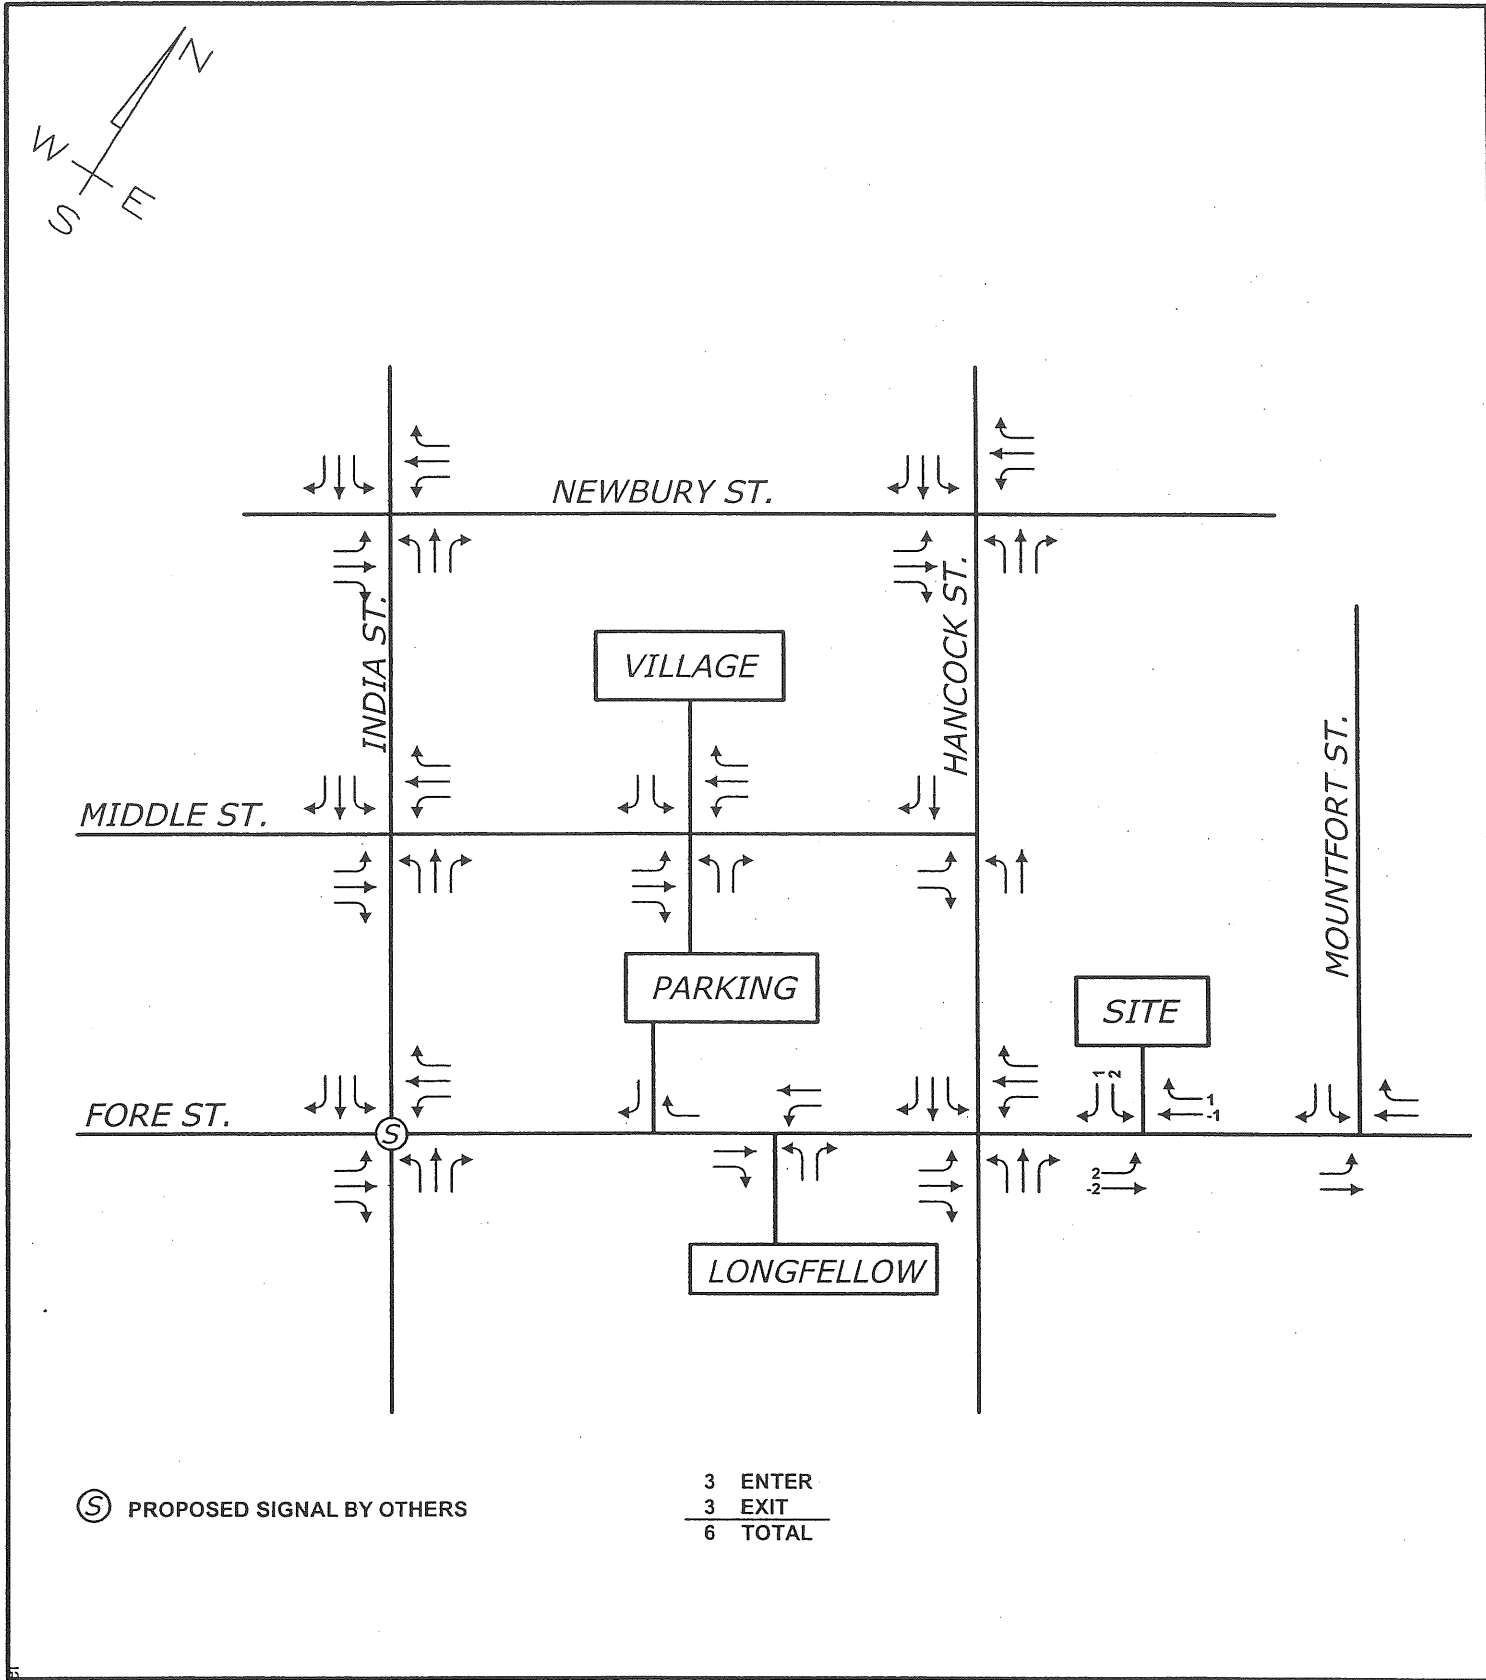 N
W
E
S
NEWBURY ST.
INDIA ST.
HANCOCK ST.
VILLAGE
MOUNTFORT ST.
MIDDLE ST.
PARKING
SITE
FORE ST.
S
1 2
1
-1
2
-2
LONGFELLOW
S PROPOSED SIGNAL BY OTHERS
3 ENTER
3 EXIT
6 TOTAL